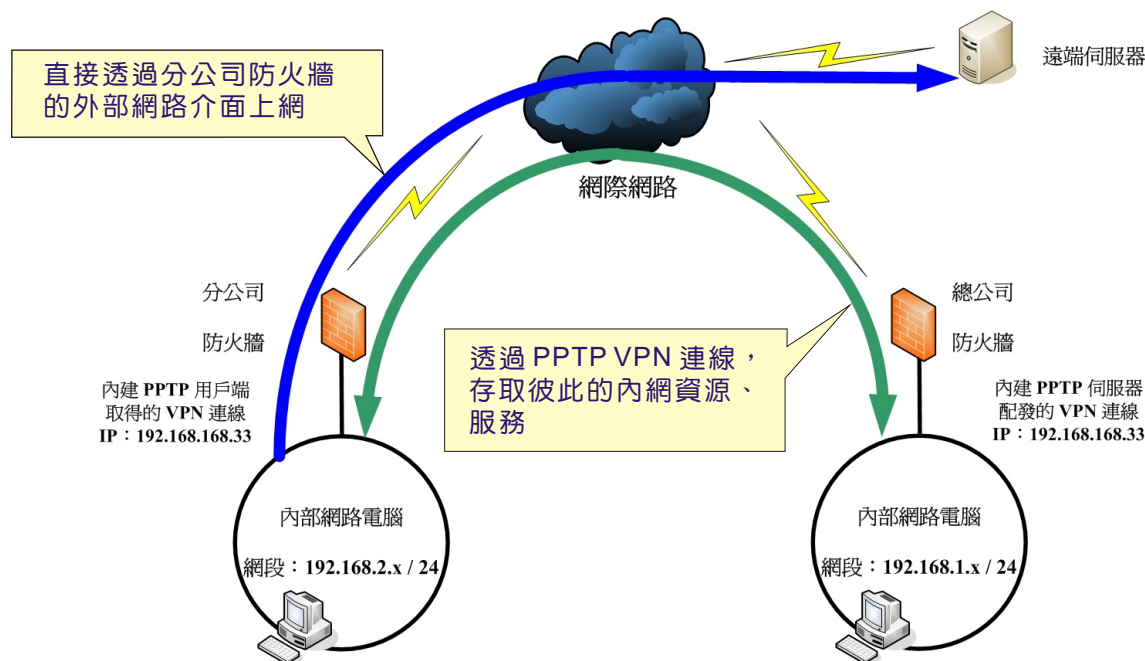 直接透過分公司防火牆
的外部網路介面上網
遠端伺服器
網際網路
分公司
防火牆
總公司
防火牆
透過 PPTP VPN 連線，
存取彼此的內網資源、
服務
內建 PPTP 用戶端
取得的 VPN 連線
IP：192.168.168.33
內建 PPTP 伺服器
配發的 VPN 連線
IP：192.168.168.33
內部網路電腦
網段：192.168.2.x / 24
內部網路電腦
網段：192.168.1.x / 24